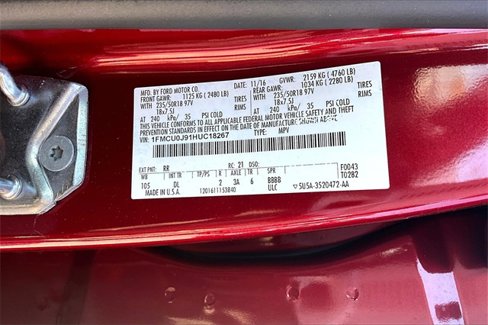 MFD. BY FORD MOTOR CO.
DATE: 11/16 GVWR: 2159 KG (4760 LB)
FRONT GAWR: 1125 KG (2480 LB) REAR GAWR: 1034 KG (2280 LB)
WITH 235/50R18 97V TIRES WITH 235/50R18 97V TIRES
18x7.5J RIMS 18x7.5J RIMS
AT 240 kPa/ 35 PSI COLD AT 240 kPa/ 35 PSI COLD
THIS VEHICLE CONFORMS TO ALL APPLICABLE FEDERAL MOTOR VEHICLE SAFETY AND THEFT PREVENTION
STANDARDS IN EFFECT ON THE DATE OF MANUFACTURE SHOWN ABOVE.
VIN: 1FMCU0J91HUC18267 TYPE: MPV
EXT PNT: RR RC: 21 DSO: F0043
WB INT TR TP/PS R AXLE TR SPR T0282
105 DL 2 3A 6 BBBB
MADE IN U.S.A. 1201611153840 ULC 5U5A-3520472-AA